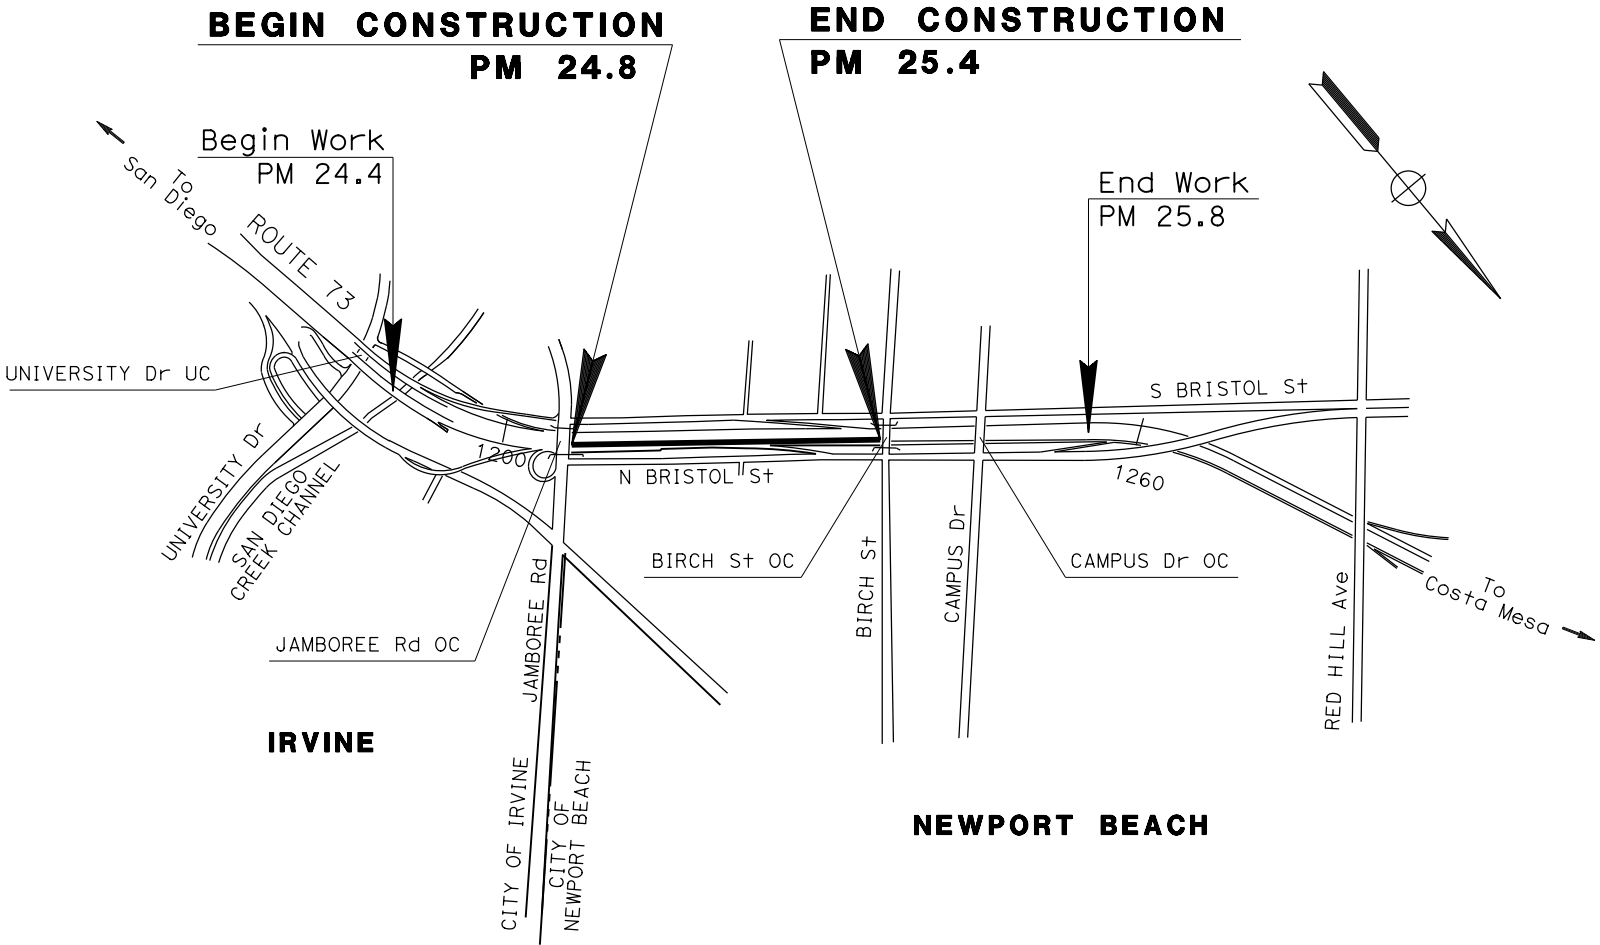 BEGIN CONSTRUCTION
PM 24.8
END CONSTRUCTION
PM 25.4
Begin Work
PM 24.4
End Work
PM 25.8
To
San Diego
ROUTE 73
UNIVERSITY Dr UC
S BRISTOL St
1200
N BRISTOL St
1260
UNIVERSITY Dr
SAN DIEGO
CREEK CHANNEL
BIRCH St OC
CAMPUS Dr OC
JAMBOREE Rd OC
JAMBOREE Rd
BIRCH St
CAMPUS Dr
RED HILL Ave
To
Costa Mesa
IRVINE
CITY OF IRVINE
CITY OF
NEWPORT BEACH
NEWPORT BEACH